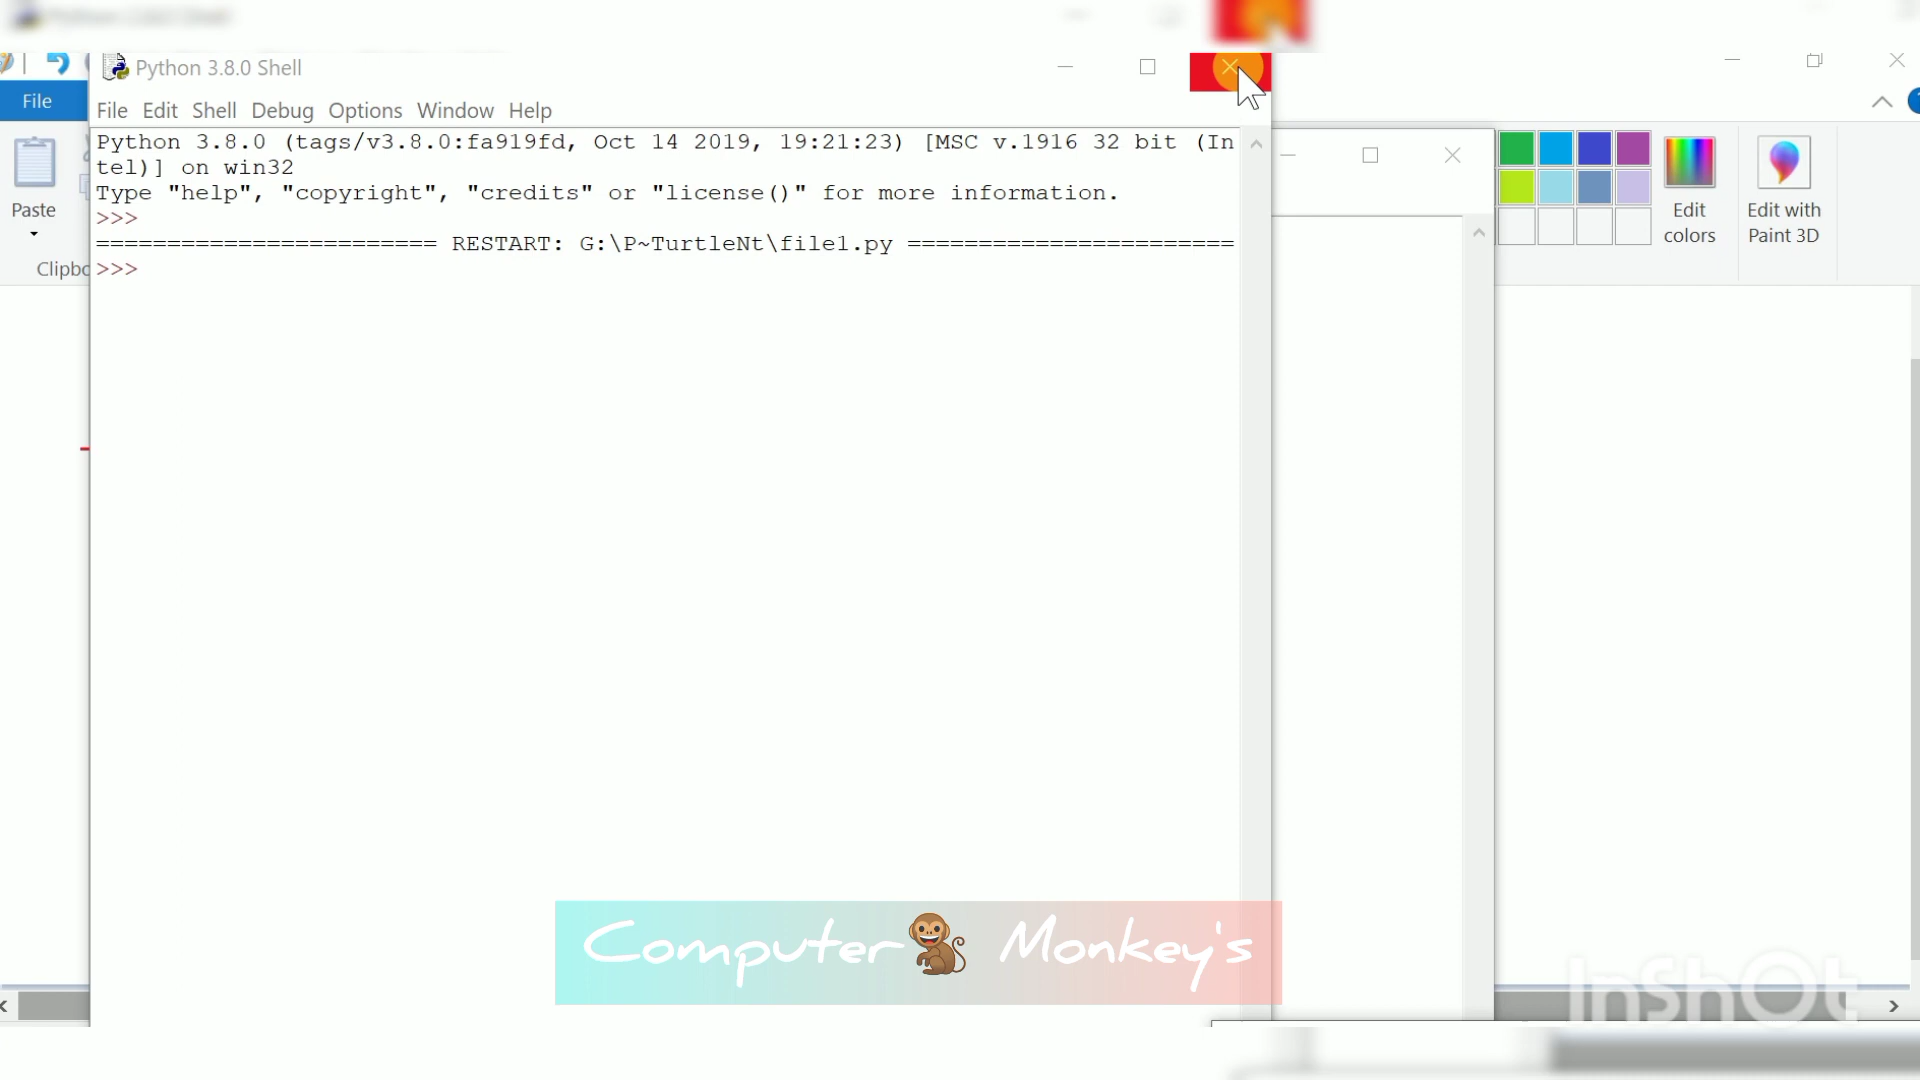 Python 3.8.0 Shell
File
File Edit Shell Debug Options Window Help
Python 3.8.0 (tags/v3.8.0:fa919fd, Oct 14 2019, 19:21:23) [MSC v.1916 32 bit (In
tel)] on win32
Type "help", "copyright", "credits" or "license()" for more information.
>>>
======================== RESTART: G:\P~TurtleNt\file1.py =======================
>>>
Paste
Clipbo
Edit
colors
Edit with
Paint 3D
Computer Monkey's
InShOt